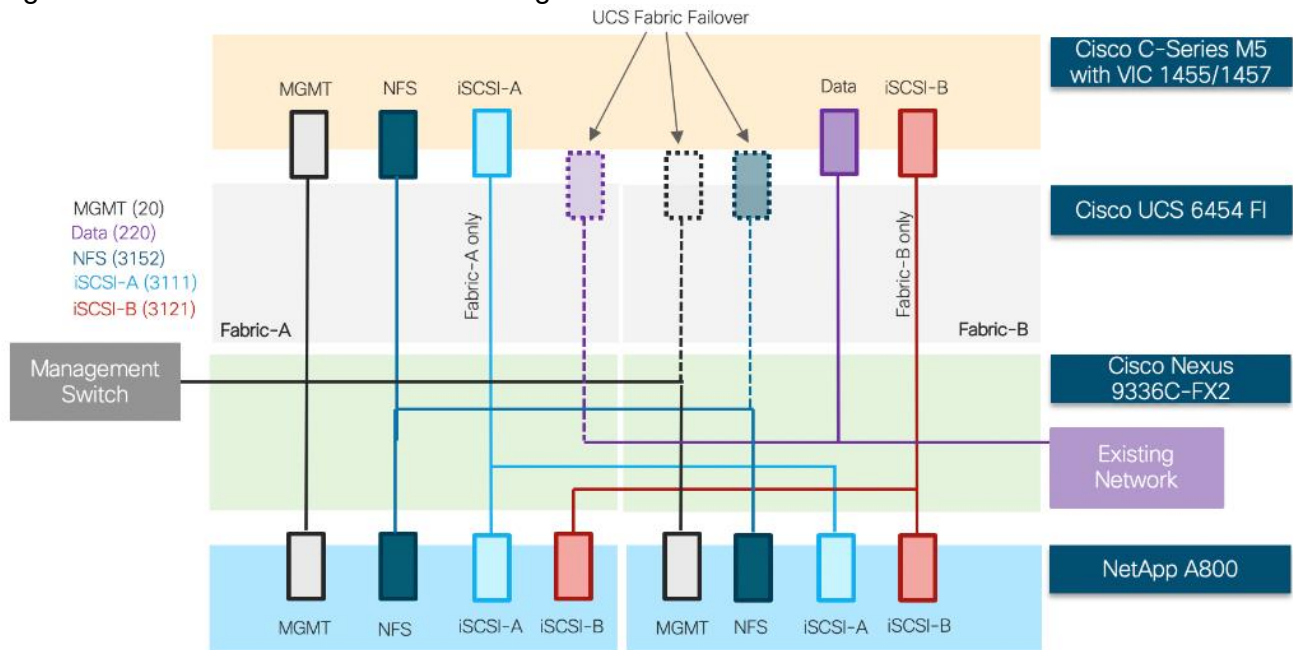 UCS Fabric Failover
Cisco C-Series M5
with VIC 1455/1457
MGMT
NFS
iSCSI-A
Data
iSCSI-B
Cisco UCS 6454 FI
MGMT (20)
Data (220)
NFS (3152)
iSCSI-A (3111)
iSCSI-B (3121)
Fabric-A only
Fabric-B only
Fabric-A
Fabric-B
Management
Switch
Cisco Nexus
9336C-FX2
Existing
Network
NetApp A800
MGMT
NFS
iSCSI-A
iSCSI-B
MGMT
NFS
iSCSI-A
iSCSI-B